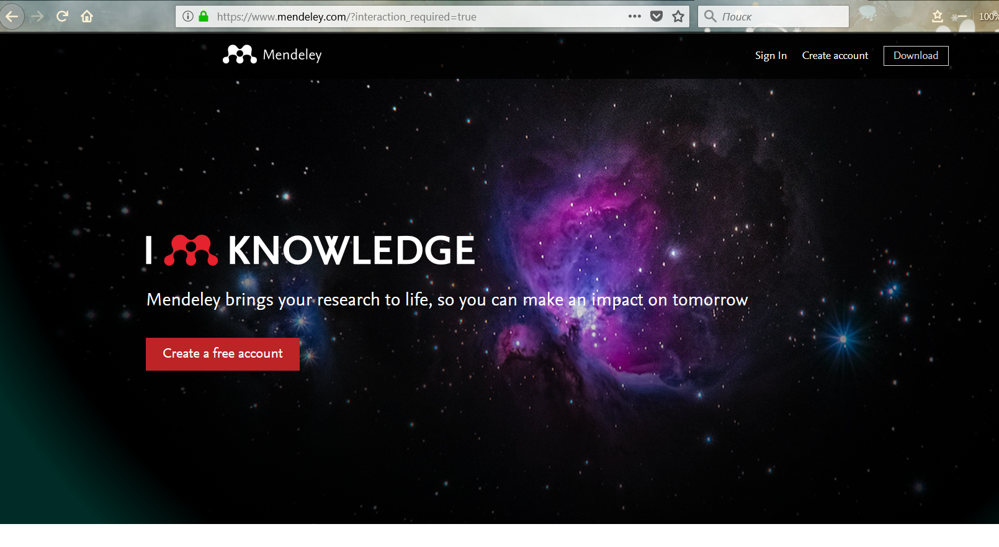 https://www.mendeley.com/?interaction_required=true
Поиск
100%
Mendeley
Sign In
Create account
Download
I KNOWLEDGE
Mendeley brings your research to life, so you can make an impact on tomorrow
Create a free account